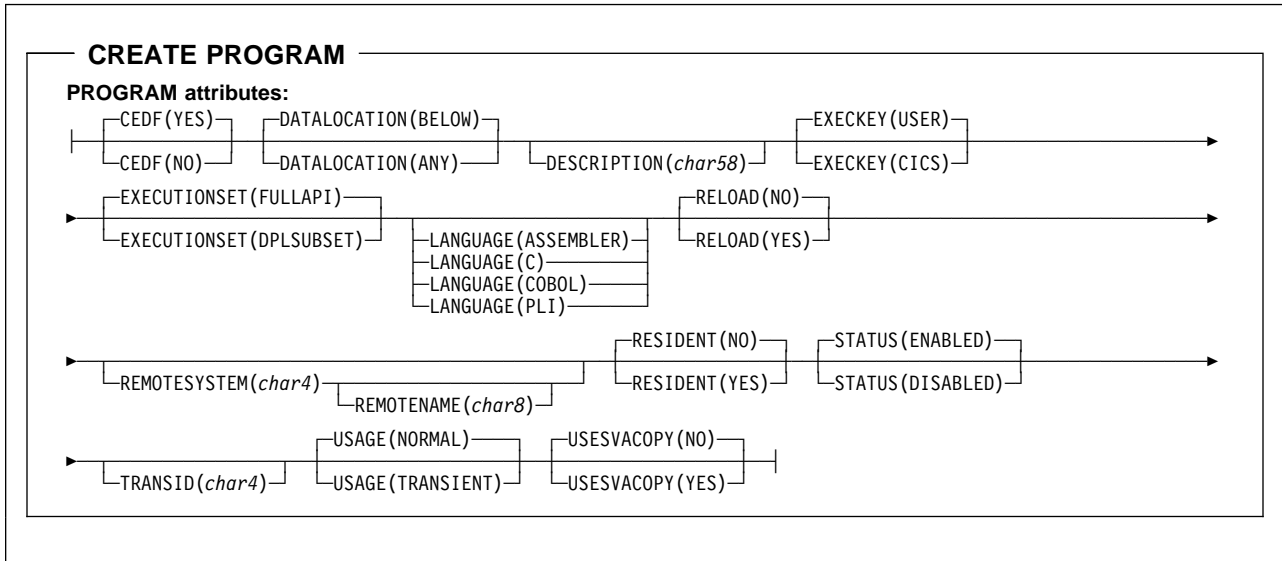 CREATE PROGRAM
PROGRAM attributes:
CEDF(YES) DATALOCATION(BELOW) EXECKEY(USER)
CEDF(NO) DATALOCATION(ANY) DESCRIPTION(char58) EXECKEY(CICS)
EXECUTIONSET(FULLAPI) RELOAD(NO)
EXECUTIONSET(DPLSUBSET) LANGUAGE(ASSEMBLER) RELOAD(YES)
LANGUAGE(C)
LANGUAGE(COBOL)
LANGUAGE(PLI)
RESIDENT(NO) STATUS(ENABLED)
REMOTESYSTEM(char4) RESIDENT(YES) STATUS(DISABLED)
REMOTENAME(char8)
USAGE(NORMAL) USESVACOPY(NO)
TRANSID(char4) USAGE(TRANSIENT) USESVACOPY(YES)